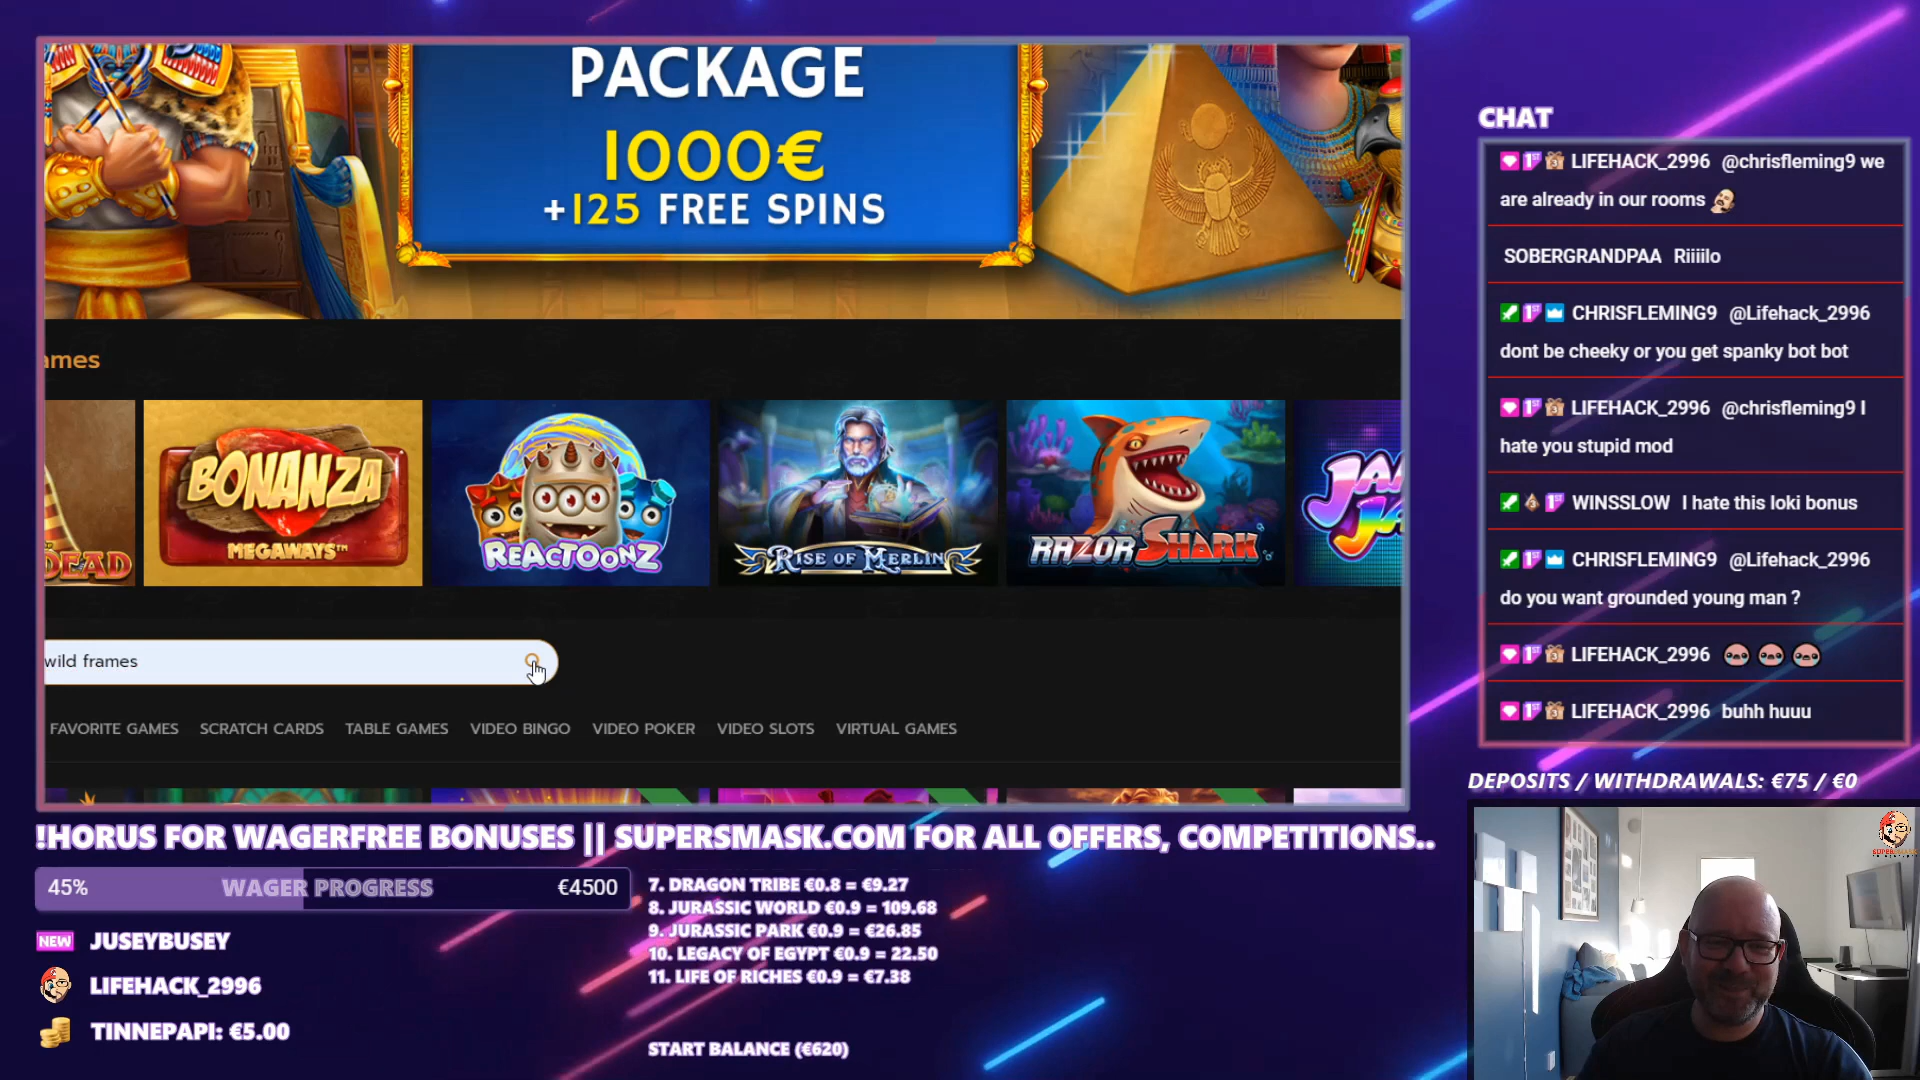 PACKAGE
1000€
+125 FREE SPINS
ames
DEAD
BONANZA
MEGAWAYS™
REACTOONZ
RISE OF MERLIN
RAZOR SHARK
wild frames
FAVORITE GAMES SCRATCH CARDS TABLE GAMES VIDEO BINGO VIDEO POKER VIDEO SLOTS VIRTUAL GAMES
CHAT
LIFEHACK_2996 @chrisfleming9 we
are already in our rooms
SOBERGRANDPAA Riiiilo
CHRISFLEMING9 @Lifehack_2996
dont be cheeky or you get spanky bot bot
LIFEHACK_2996 @chrisfleming9 I
hate you stupid mod
WINSSLOW I hate this loki bonus
CHRISFLEMING9 @Lifehack_2996
do you want grounded young man ?
LIFEHACK_2996
LIFEHACK_2996 buhh huuu
DEPOSITS / WITHDRAWALS: €75 / €0
!HORUS FOR WAGERFREE BONUSES || SUPERSMASK.COM FOR ALL OFFERS, COMPETITIONS..
45% WAGER PROGRESS €4500
NEW JUSEYBUSEY
LIFEHACK_2996
TINNEPAPI: €5.00
7. DRAGON TRIBE €0.8 = €9.27
8. JURASSIC WORLD €0.9 = 109.68
9. JURASSIC PARK €0.9 = €26.85
10. LEGACY OF EGYPT €0.9 = 22.50
11. LIFE OF RICHES €0.9 = €7.38
START BALANCE (€620)